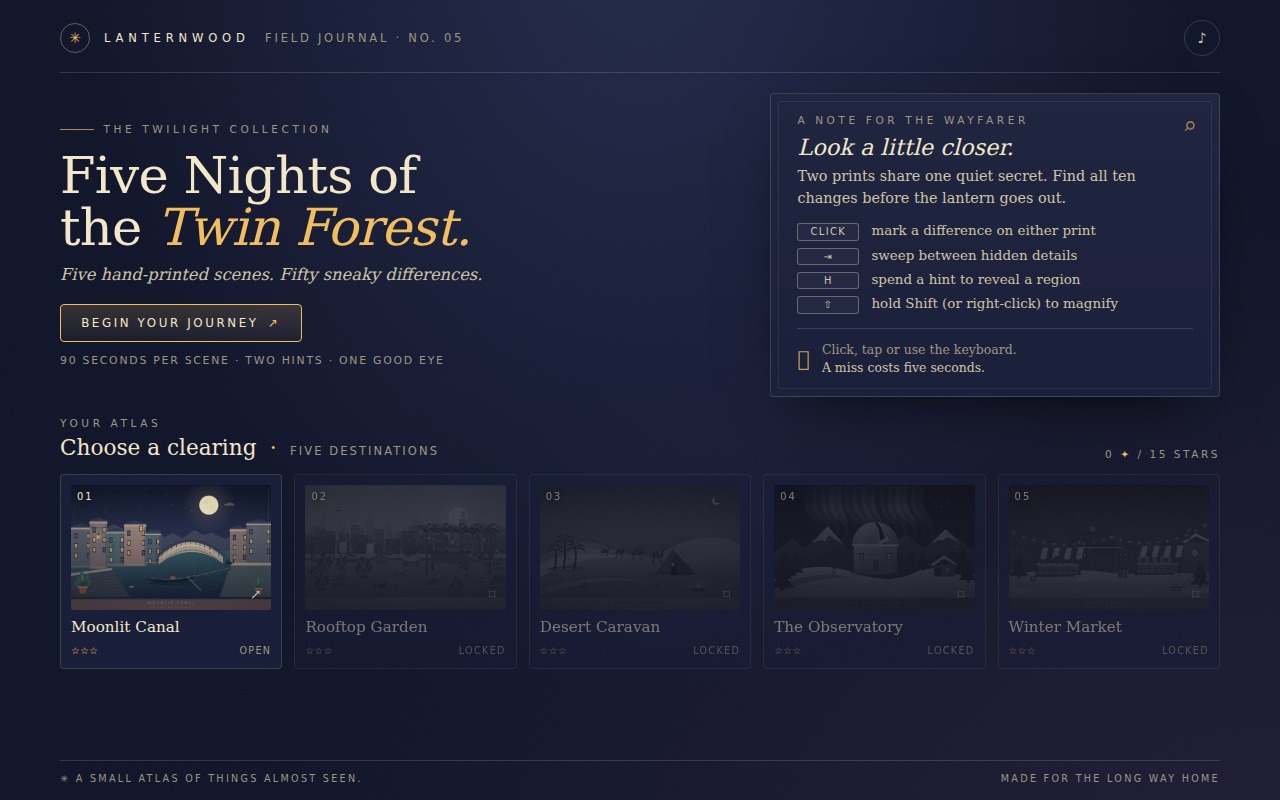 LANTERNWOOD FIELD JOURNAL · NO. 05
THE TWILIGHT COLLECTION
Five Nights of
the Twin Forest.
Five hand-printed scenes. Fifty sneaky differences.
BEGIN YOUR JOURNEY ↗
90 SECONDS PER SCENE · TWO HINTS · ONE GOOD EYE
A NOTE FOR THE WAYFARER
Look a little closer.
Two prints share one quiet secret. Find all ten
changes before the lantern goes out.
CLICK mark a difference on either print
⇥ sweep between hidden details
H spend a hint to reveal a region
⇧ hold Shift (or right-click) to magnify
Click, tap or use the keyboard.
A miss costs five seconds.
YOUR ATLAS
Choose a clearing · FIVE DESTINATIONS
0 ✦ / 15 STARS
01
Moonlit Canal
☆☆☆ OPEN
02
Rooftop Garden
☆☆☆ LOCKED
03
Desert Caravan
☆☆☆ LOCKED
04
The Observatory
☆☆☆ LOCKED
05
Winter Market
☆☆☆ LOCKED
✳ A SMALL ATLAS OF THINGS ALMOST SEEN.
MADE FOR THE LONG WAY HOME